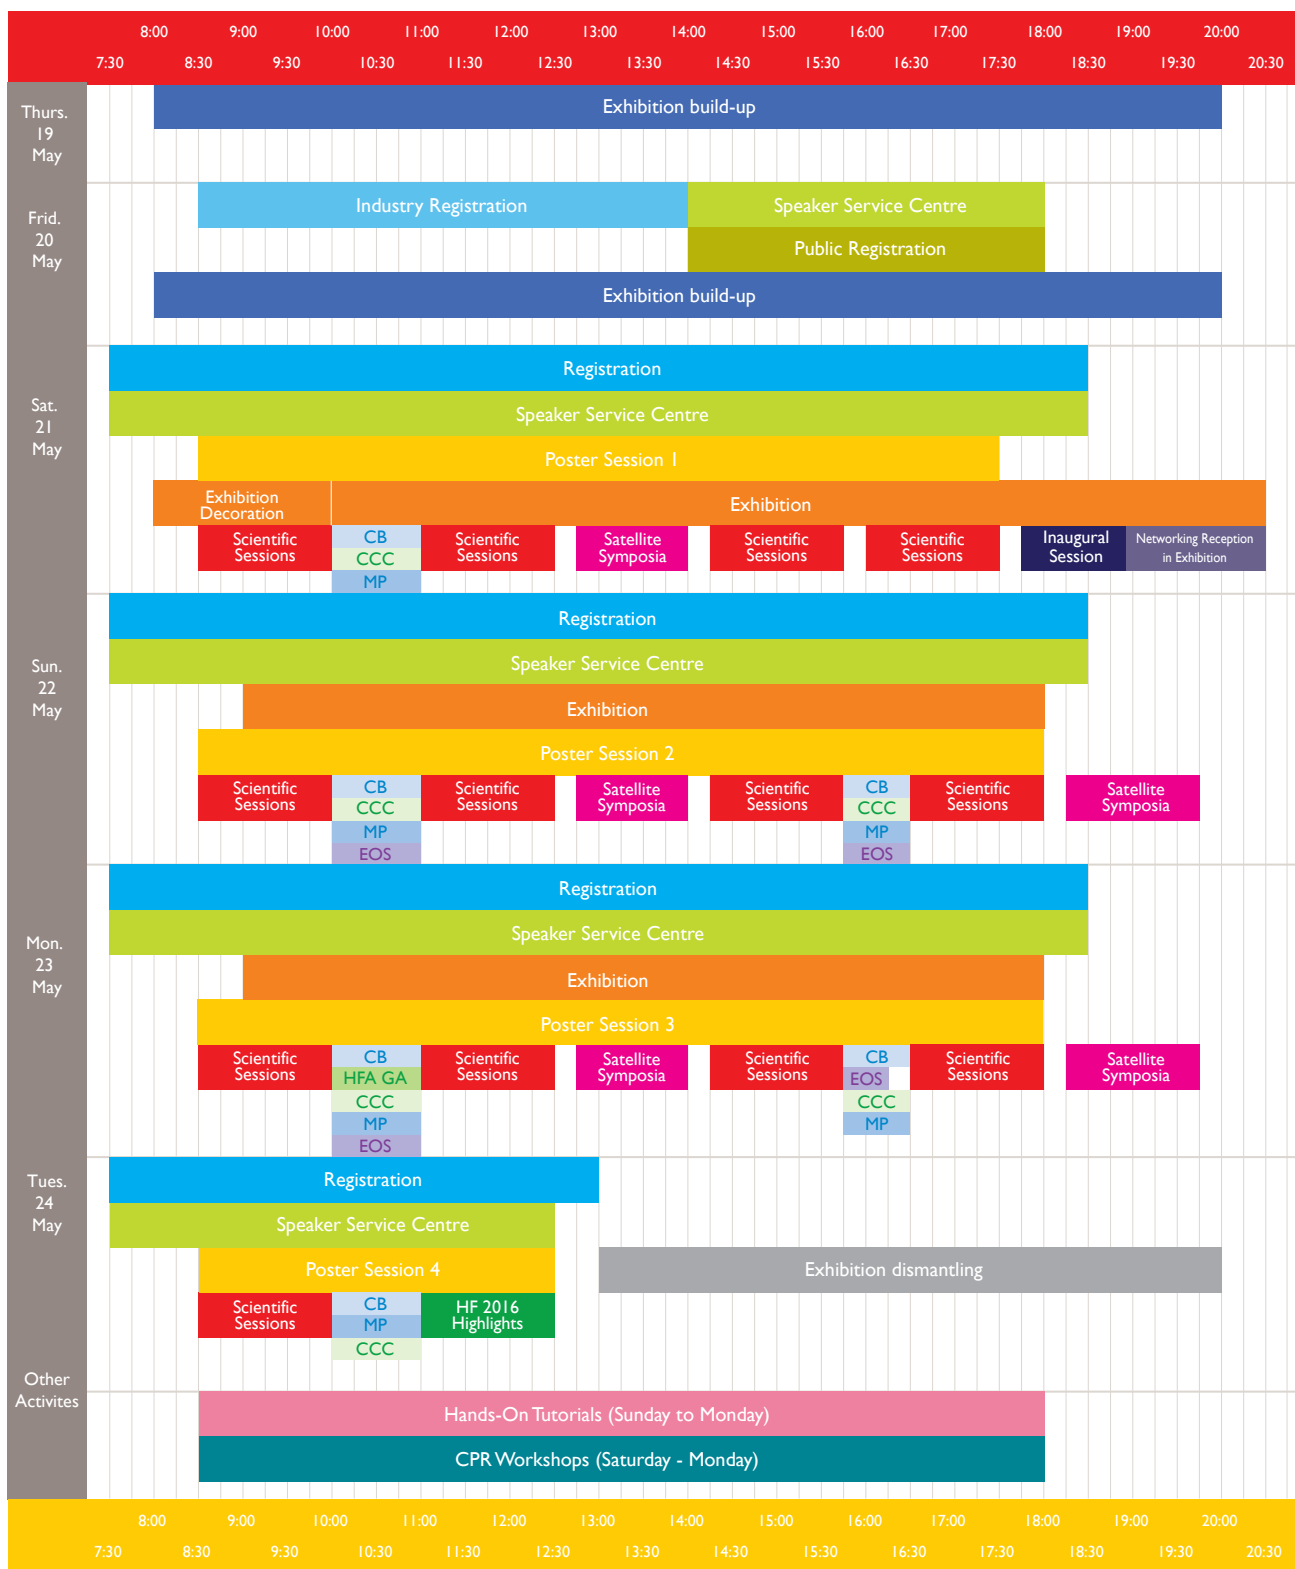 8:00 9:00 10:00 11:00 12:00 13:00 14:00 15:00 16:00 17:00 18:00 19:00 20:00
7:30 8:30 9:30 10:30 11:30 12:30 13:30 14:30 15:30 16:30 17:30 18:30 19:30 20:30
Thurs.
19
May
Exhibition build-up
Frid.
20
May
Industry Registration
Speaker Service Centre
Public Registration
Exhibition build-up
Sat.
21
May
Registration
Speaker Service Centre
Poster Session 1
Exhibition
Decoration
Exhibition
Scientific
Sessions
CB
CCC
MP
Scientific
Sessions
Satellite
Symposia
Scientific
Sessions
Scientific
Sessions
Inaugural
Session
Networking Reception
in Exhibition
Sun.
22
May
Registration
Speaker Service Centre
Exhibition
Poster Session 2
Scientific
Sessions
CB
CCC
MP
EOS
Scientific
Sessions
Satellite
Symposia
Scientific
Sessions
CB
CCC
MP
EOS
Scientific
Sessions
Satellite
Symposia
Mon.
23
May
Registration
Speaker Service Centre
Exhibition
Poster Session 3
Scientific
Sessions
CB
HFA GA
CCC
MP
EOS
Scientific
Sessions
Satellite
Symposia
Scientific
Sessions
CB
EOS
CCC
MP
Scientific
Sessions
Satellite
Symposia
Tues.
24
May
Registration
Speaker Service Centre
Poster Session 4
Exhibition dismantling
Scientific
Sessions
CB
MP
CCC
HF 2016
Highlights
Other
Activites
Hands-On Tutorials (Sunday to Monday)
CPR Workshops (Saturday - Monday)
8:00 9:00 10:00 11:00 12:00 13:00 14:00 15:00 16:00 17:00 18:00 19:00 20:00
7:30 8:30 9:30 10:30 11:30 12:30 13:30 14:30 15:30 16:30 17:30 18:30 19:30 20:30